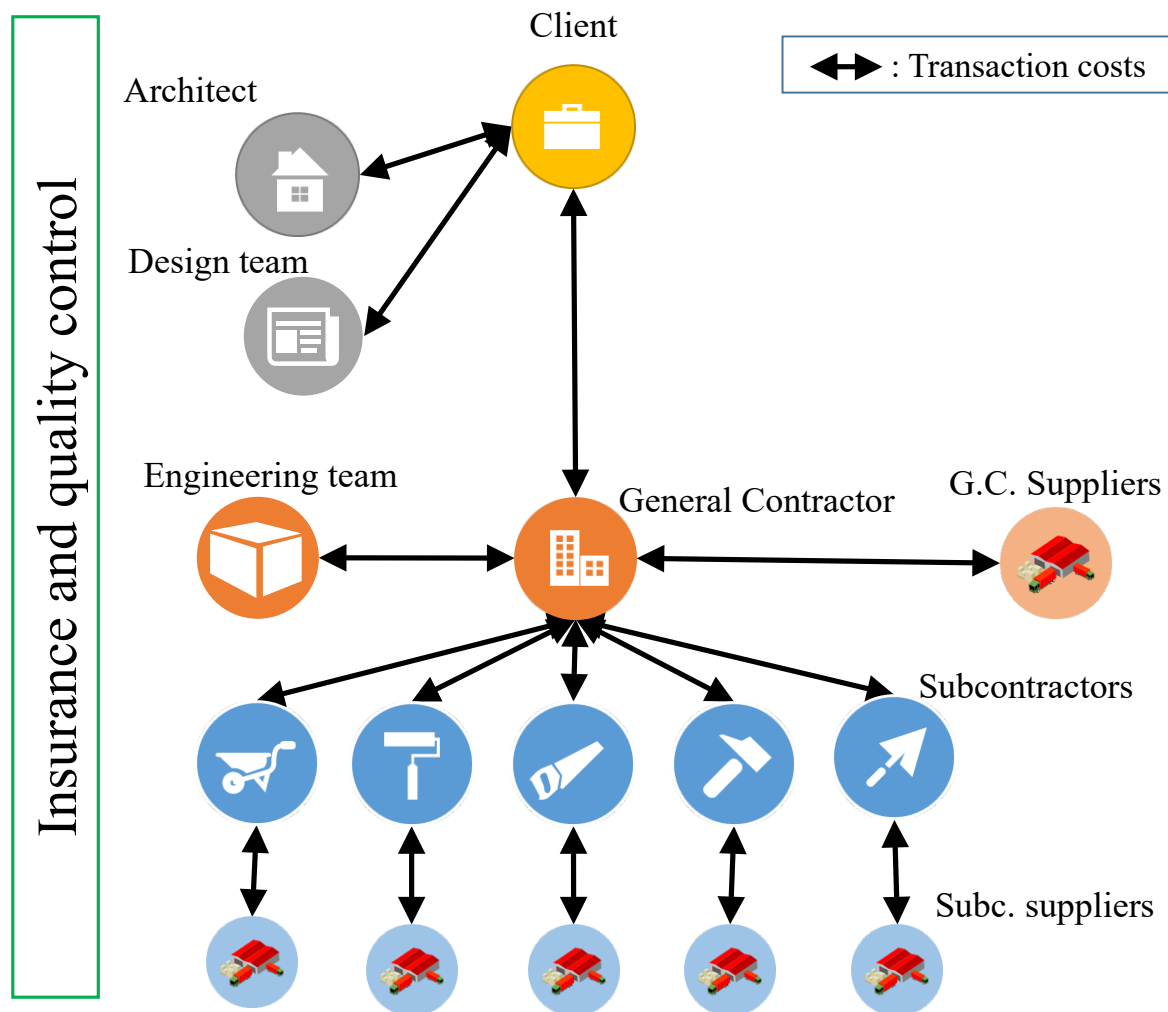 Client
: Transaction costs
Architect
Design team
Insurance and quality control
Engineering team
General Contractor
G.C. Suppliers
Subcontractors
Subc. suppliers